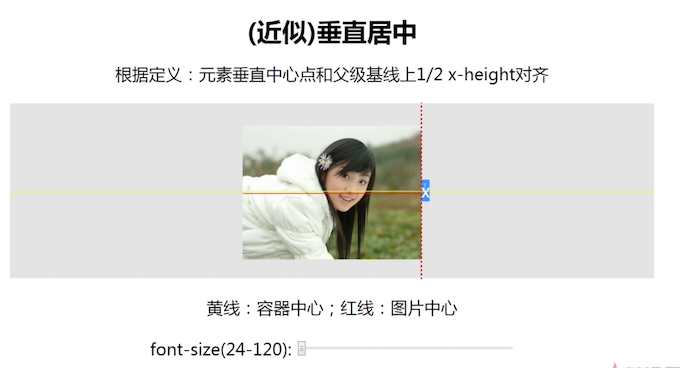 (近似)垂直居中
根据定义：元素垂直中心点和父级基线上1/2 x-height对齐
x
黄线：容器中心；红线：图片中心
font-size(24-120):